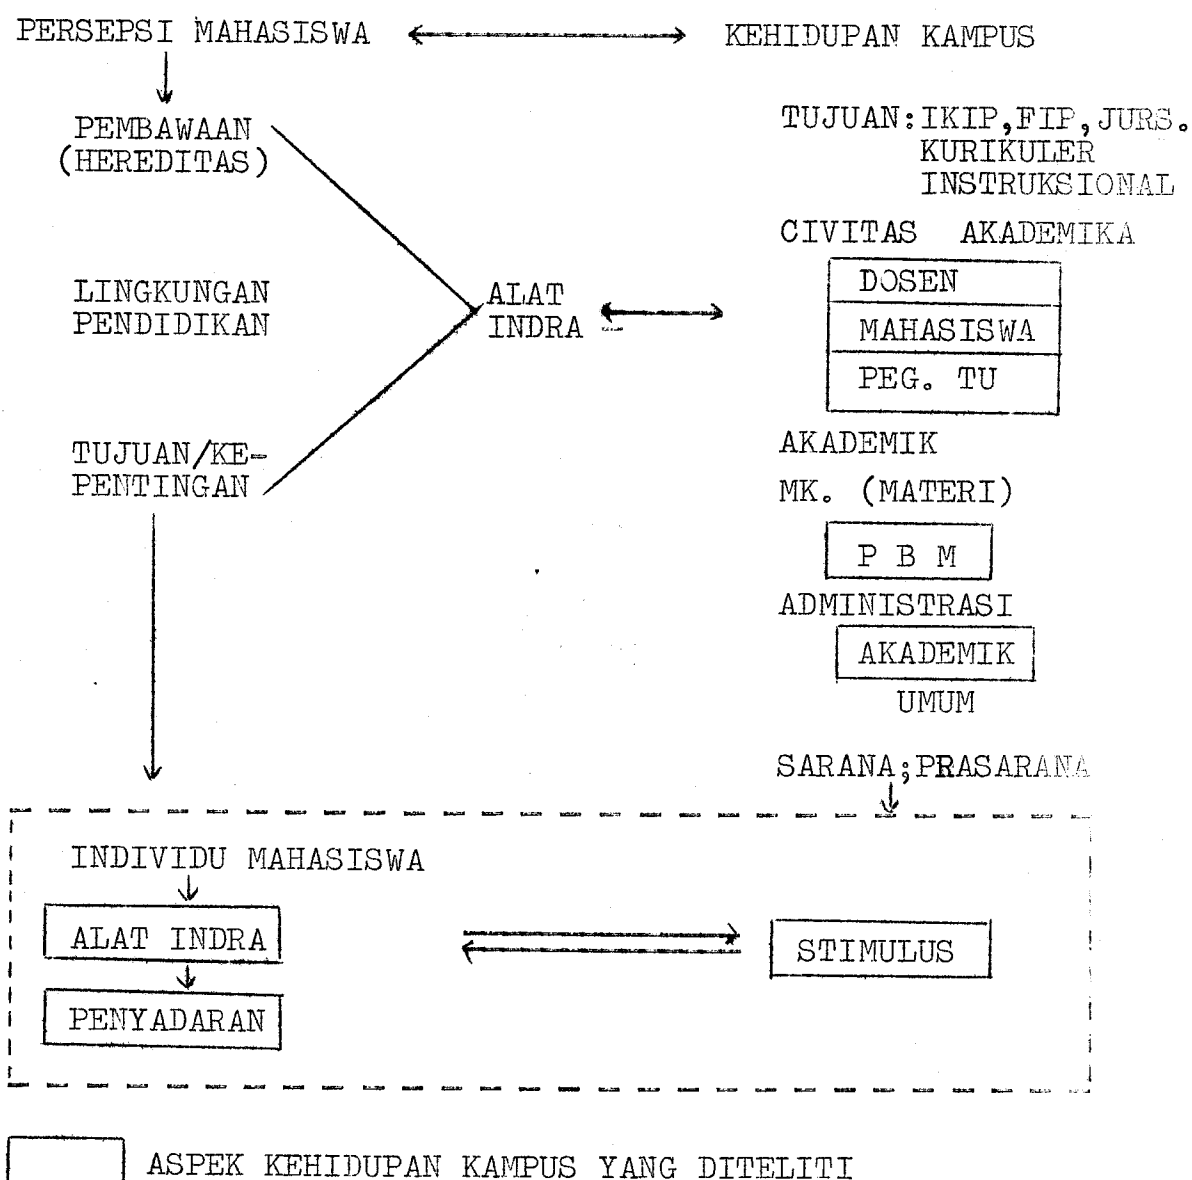 PERSEPSI MAHASISWA
KEHIDUPAN KAMPUS
PEMBAWAAN
(HEREDITAS)
LINGKUNGAN
PENDIDIKAN
TUJUAN/KE-
PENTINGAN
ALAT
INDRA
TUJUAN:IKIP,FIP,JURS.
KURIKULER
INSTRUKSIONAL
CIVITAS AKADEMIKA
DOSEN
MAHASISWA
PEG. TU
AKADEMIK
MK. (MATERI)
P B M
ADMINISTRASI
AKADEMIK
UMUM
SARANA;PRASARANA
INDIVIDU MAHASISWA
ALAT INDRA
PENYADARAN
STIMULUS
ASPEK KEHIDUPAN KAMPUS YANG DITELITI